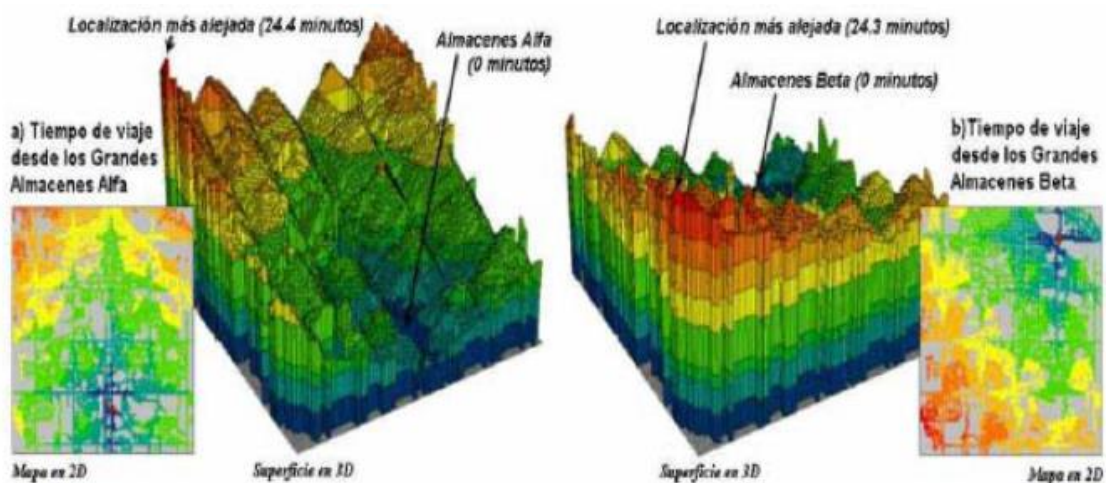 Localización más alejada (24.4 minutos)
Almacenes Alfa
(0 minutos)
a) Tiempo de viaje
desde los Grandes
Almacenes Alfa
Mapa en 2D
Superficie en 3D
Localización más alejada (24.3 minutos)
Almacenes Beta (0 minutos)
b)Tiempo de viaje
desde los Grandes
Almacenes Beta
Superficie en 3D
Mapa en 2D